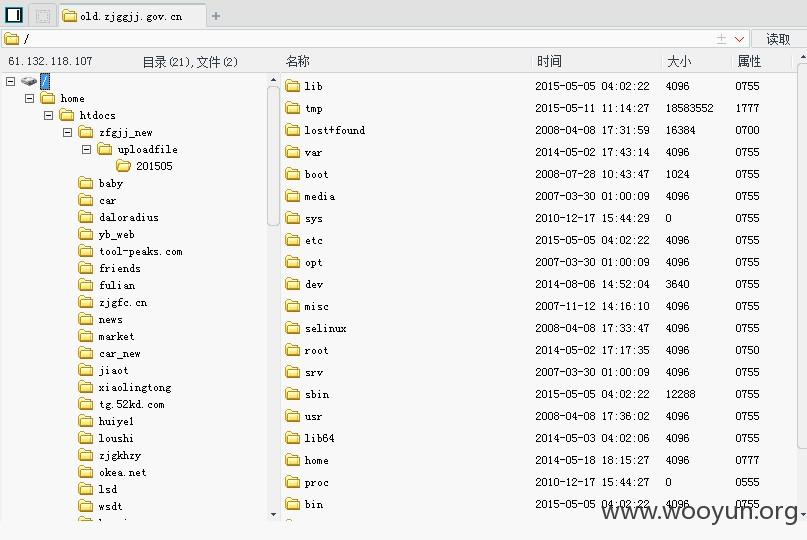 old.zjggjj.gov.cn
/
读取
61.132.118.107 目录(21),文件(2) 名称 时间 大小 属性
/
home
htdocs
zfgjj_new
uploadfile
201505
baby
car
daloradius
yb_web
tool-peaks.com
friends
fulian
zjgfc.cn
news
market
car_new
jiaot
xiaolingtong
tg.52kd.com
huiyel
loushi
zjgkhzy
okea.net
lsd
wsdt
lib 2015-05-05 04:02:22 4096 0755
tmp 2015-05-11 11:14:27 18583552 1777
lost+found 2008-04-08 17:31:59 16384 0700
var 2014-05-02 17:43:14 4096 0755
boot 2008-07-28 10:43:47 1024 0755
media 2007-03-30 01:00:09 4096 0755
sys 2010-12-17 15:44:29 0 0755
etc 2015-05-05 04:02:22 4096 0755
opt 2007-03-30 01:00:09 4096 0755
dev 2014-08-06 14:52:04 3640 0755
misc 2007-11-12 14:16:10 4096 0755
selinux 2008-04-08 17:33:47 4096 0755
root 2014-05-02 17:17:35 4096 0750
srv 2007-03-30 01:00:09 4096 0755
sbin 2015-05-05 04:02:22 12288 0755
usr 2008-04-08 17:36:02 4096 0755
lib64 2014-05-03 04:02:06 4096 0755
home 2014-05-18 18:15:27 4096 0777
proc 2010-12-17 15:44:27 0 0555
bin 2015-05-05 04:02:22 4096 0755
www.wooyun.org